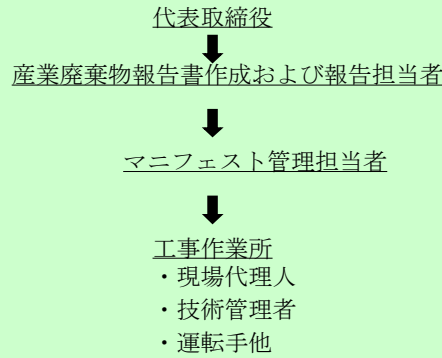 代表取締役
産業廃棄物報告書作成および報告担当者
マニフェスト管理担当者
工事作業所
・現場代理人
・技術管理者
・運転手他